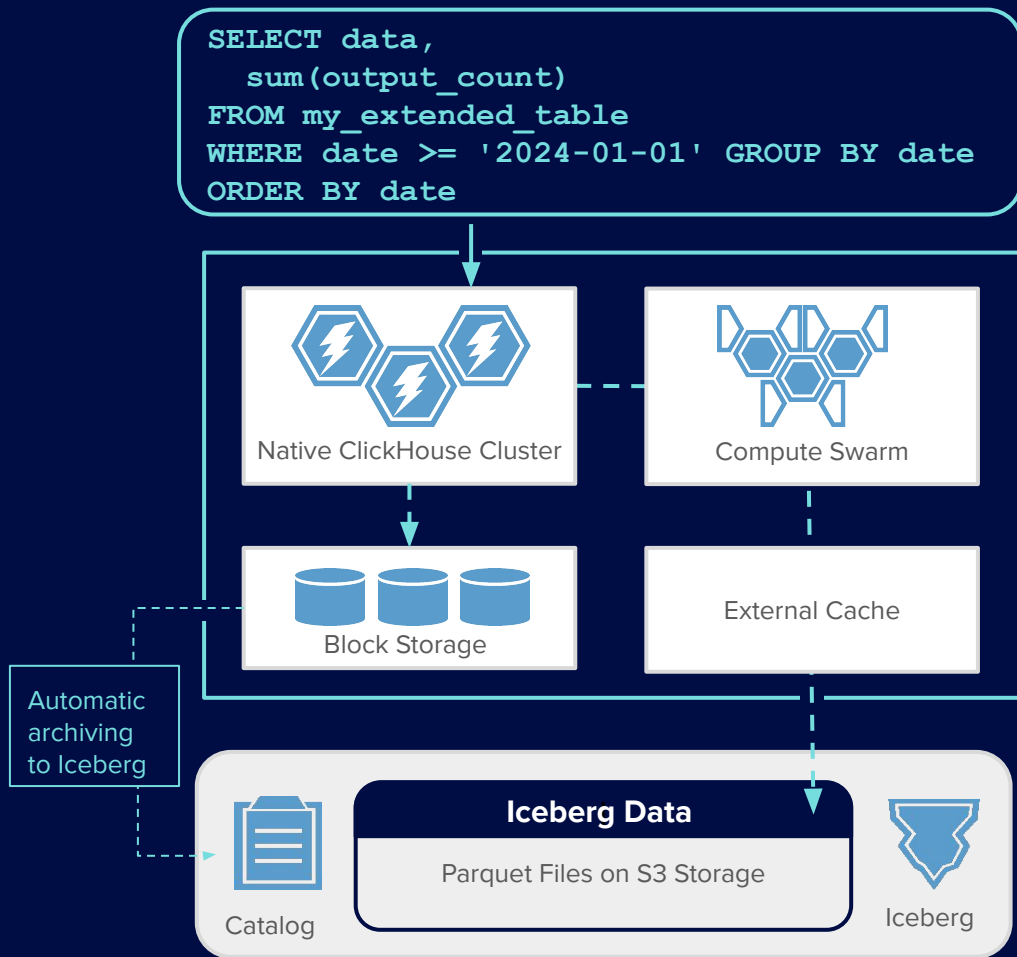 SELECT data,
sum(output_count)
FROM my_extended_table
WHERE date >= '2024-01-01' GROUP BY date
ORDER BY date
Native ClickHouse Cluster
Compute Swarm
Block Storage
External Cache
Automatic
archiving
to Iceberg
Iceberg Data
Parquet Files on S3 Storage
Catalog
Iceberg